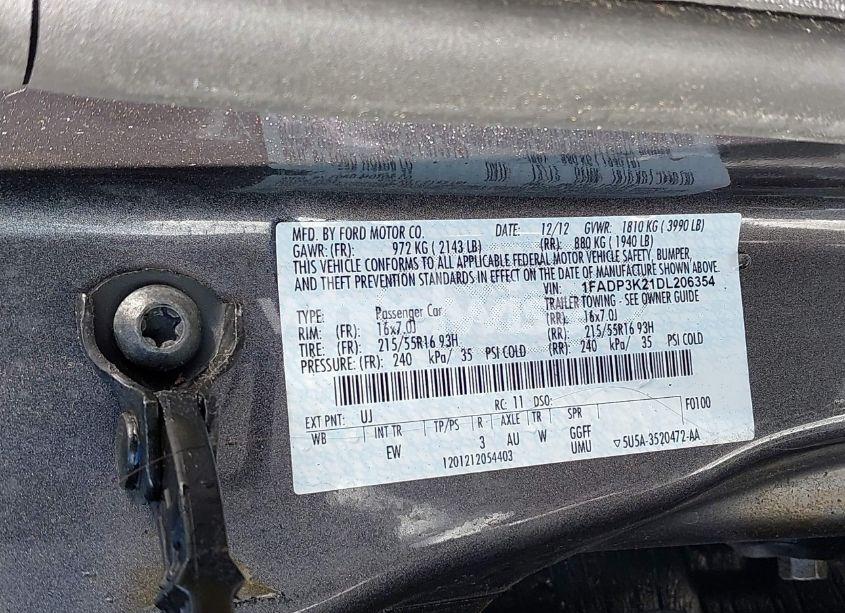 MFD. BY FORD MOTOR CO. DATE: 12/12 GVWR: 1810 KG ( 3990 LB)
GAWR: (FR): 972 KG ( 2143 LB) (RR): 880 KG ( 1940 LB)
THIS VEHICLE CONFORMS TO ALL APPLICABLE FEDERAL MOTOR VEHICLE SAFETY, BUMPER,
AND THEFT PREVENTION STANDARDS IN EFFECT ON THE DATE OF MANUFACTURE SHOWN ABOVE.
VIN: 1FADP3K21DL206354
TYPE: Passenger Car TRAILER TOWING - SEE OWNER GUIDE
RIM: (FR): 16x7.0J (RR): 16x7.0J
TIRE: (FR): 215/55R16 93H (RR): 215/55R16 93H
PRESSURE: (FR): 240 kPa/ 35 PSI COLD (RR): 240 kPa/ 35 PSI COLD
EXT PNT: UJ RC: 11 DSO: F0100
WB INT TR TP/PS R AXLE TR SPR
EW 3 AU W GGFF
UMU ▽5U5A-3520472-AA
1201212054403